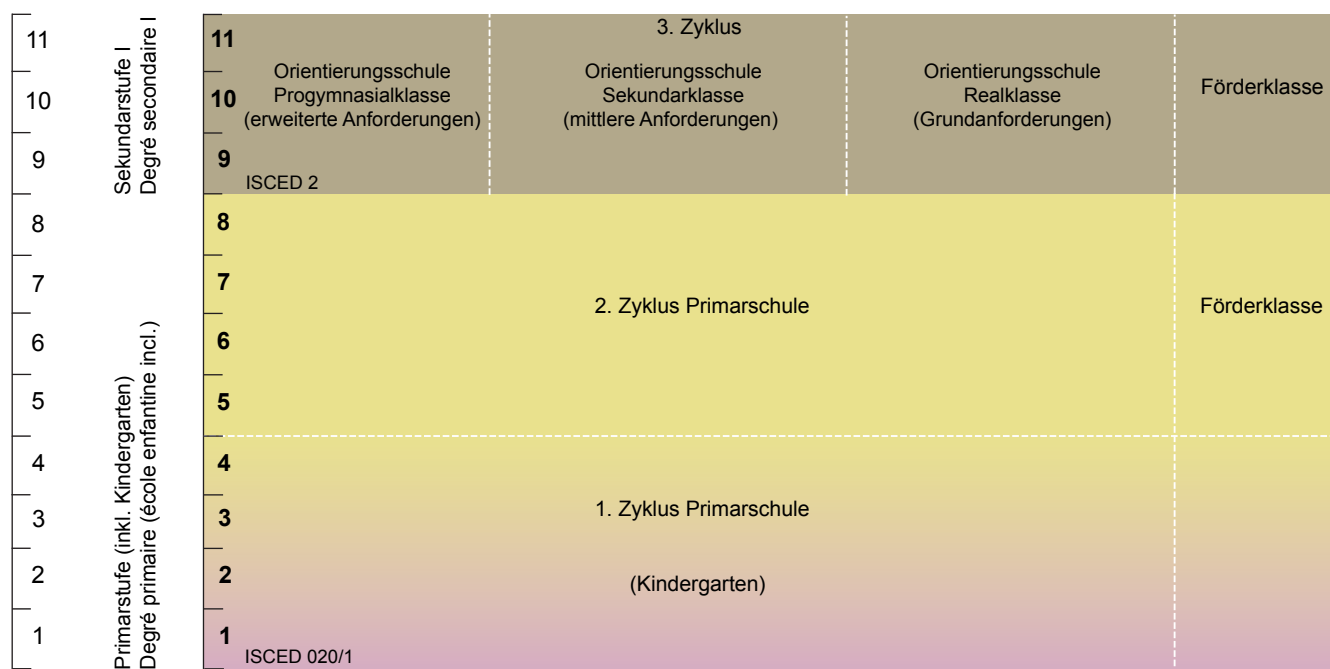 11
10
9
8
7
6
5
4
3
2
1
Sekundarstufe I
Degré secondaire I
Primarstufe (inkl. Kindergarten)
Degré primaire (école enfantine incl.)
11
10
9
8
7
6
5
4
3
2
1
3. Zyklus
Orientierungsschule
Progymnasialklasse
(erweiterte Anforderungen)
Orientierungsschule
Sekundarklasse
(mittlere Anforderungen)
Orientierungsschule
Realklasse
(Grundanforderungen)
Förderklasse
ISCED 2
2. Zyklus Primarschule
Förderklasse
1. Zyklus Primarschule
(Kindergarten)
ISCED 020/1